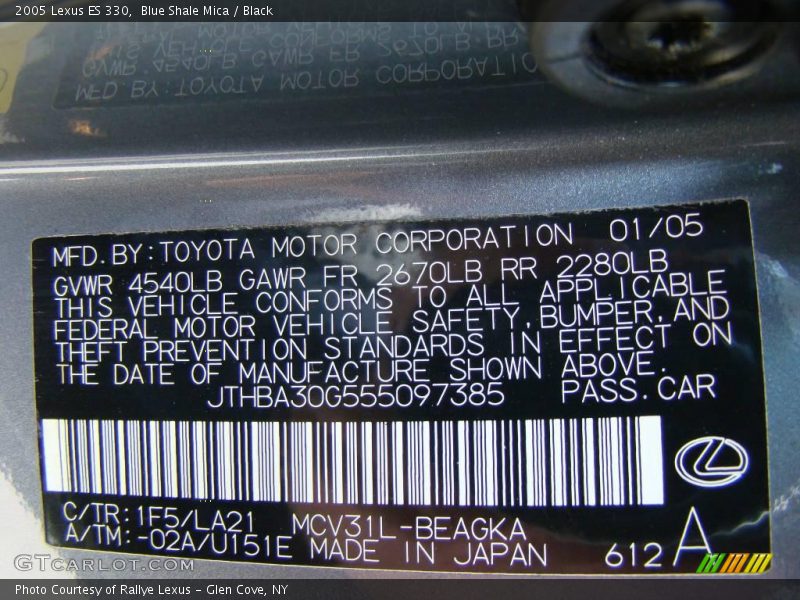 2005 Lexus ES 330, Blue Shale Mica / Black
MFD.BY:TOYOTA MOTOR CORPORATION 01/05
GVWR 4540LB GAWR FR 2670LB RR 2280LB
THIS VEHICLE CONFORMS TO ALL APPLICABLE
FEDERAL MOTOR VEHICLE SAFETY,BUMPER,AND
THEFT PREVENTION STANDARDS IN EFFECT ON
THE DATE OF MANUFACTURE SHOWN ABOVE.
JTHBA30G555097385 PASS.CAR
C/TR:1F5/LA21 MCV31L-BEAGKA
A/TM:-02A/U151E MADE IN JAPAN 612 A
GTCARLOT.COM
Photo Courtesy of Rallye Lexus - Glen Cove, NY